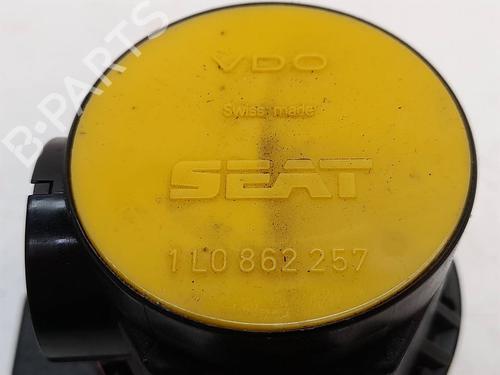 VDO
Swiss made
SEAT
1L0 862 257
B-PARTS